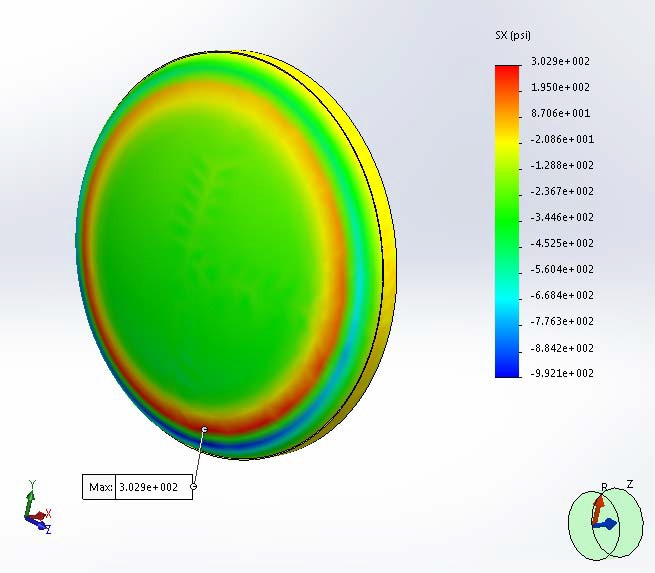 SX (psi)
3.029e+002
1.950e+002
8.706e+001
-2.086e+001
-1.288e+002
-2.367e+002
-3.446e+002
-4.525e+002
-5.604e+002
-6.684e+002
-7.763e+002
-8.842e+002
-9.921e+002
Max: 3.029e+002
Y
X
Z
R
Z